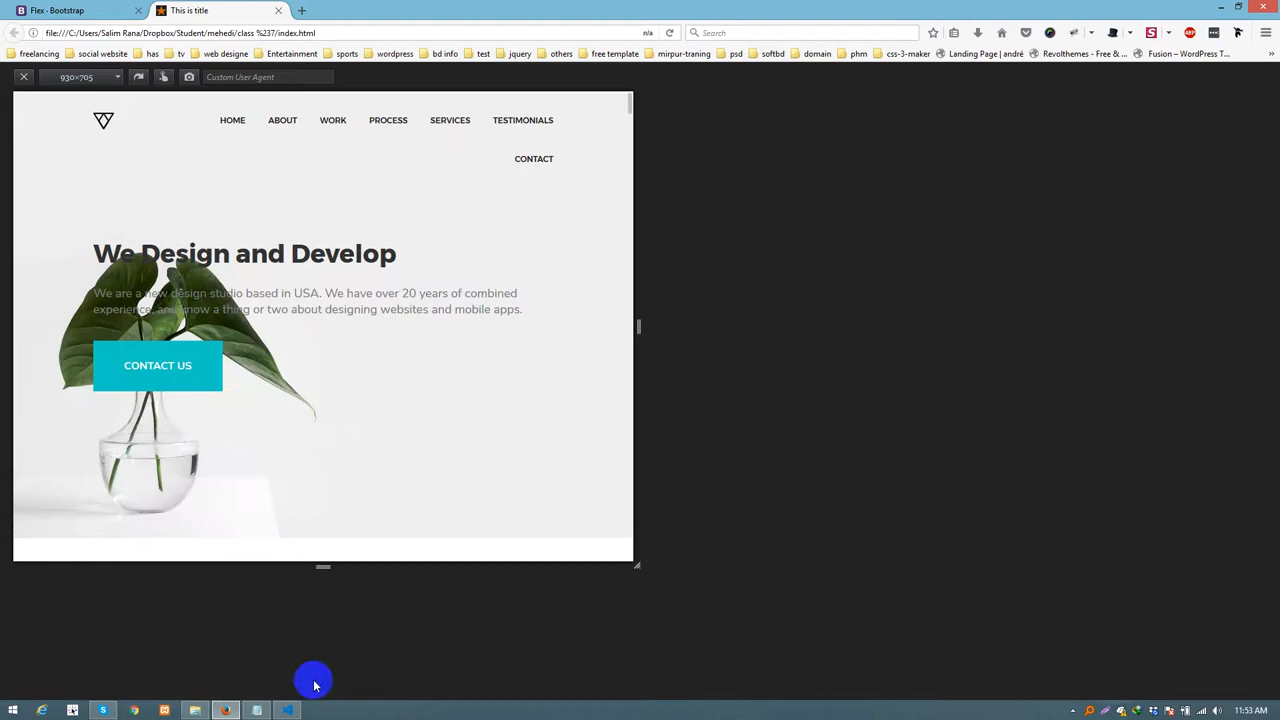 Flex - Bootstrap
This is title
file:///C:/Users/Salim Rana/Dropbox/Student/mehedi/class %237/index.html
n/a
Search
freelancing
social website
has
tv
web designe
Entertainment
sports
wordpress
bd info
test
jquery
others
free template
mirpur-traning
psd
softbd
domain
phm
css-3-maker
Landing Page | andré
Revolthemes - Free & ...
Fusion – WordPress T...
930×705
Custom User Agent
HOME
ABOUT
WORK
PROCESS
SERVICES
TESTIMONIALS
CONTACT
We Design and Develop
We are a new design studio based in USA. We have over 20 years of combined
experience, and know a thing or two about designing websites and mobile apps.
CONTACT US
11:53 AM